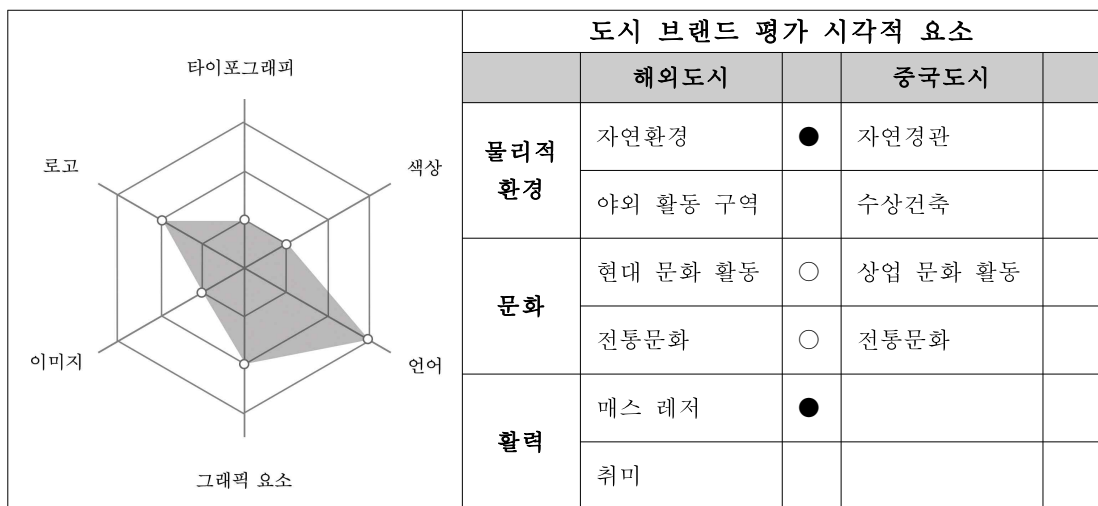 타이포그래피
로고
색상
이미지
언어
그래픽 요소
도시 브랜드 평가 시각적 요소
해외도시 중국도시
물리적
환경
자연환경 ● 자연경관
야외 활동 구역 수상건축
문화
현대 문화 활동 ○ 상업 문화 활동
전통문화 ○ 전통문화
활력
매스 레저 ●
취미